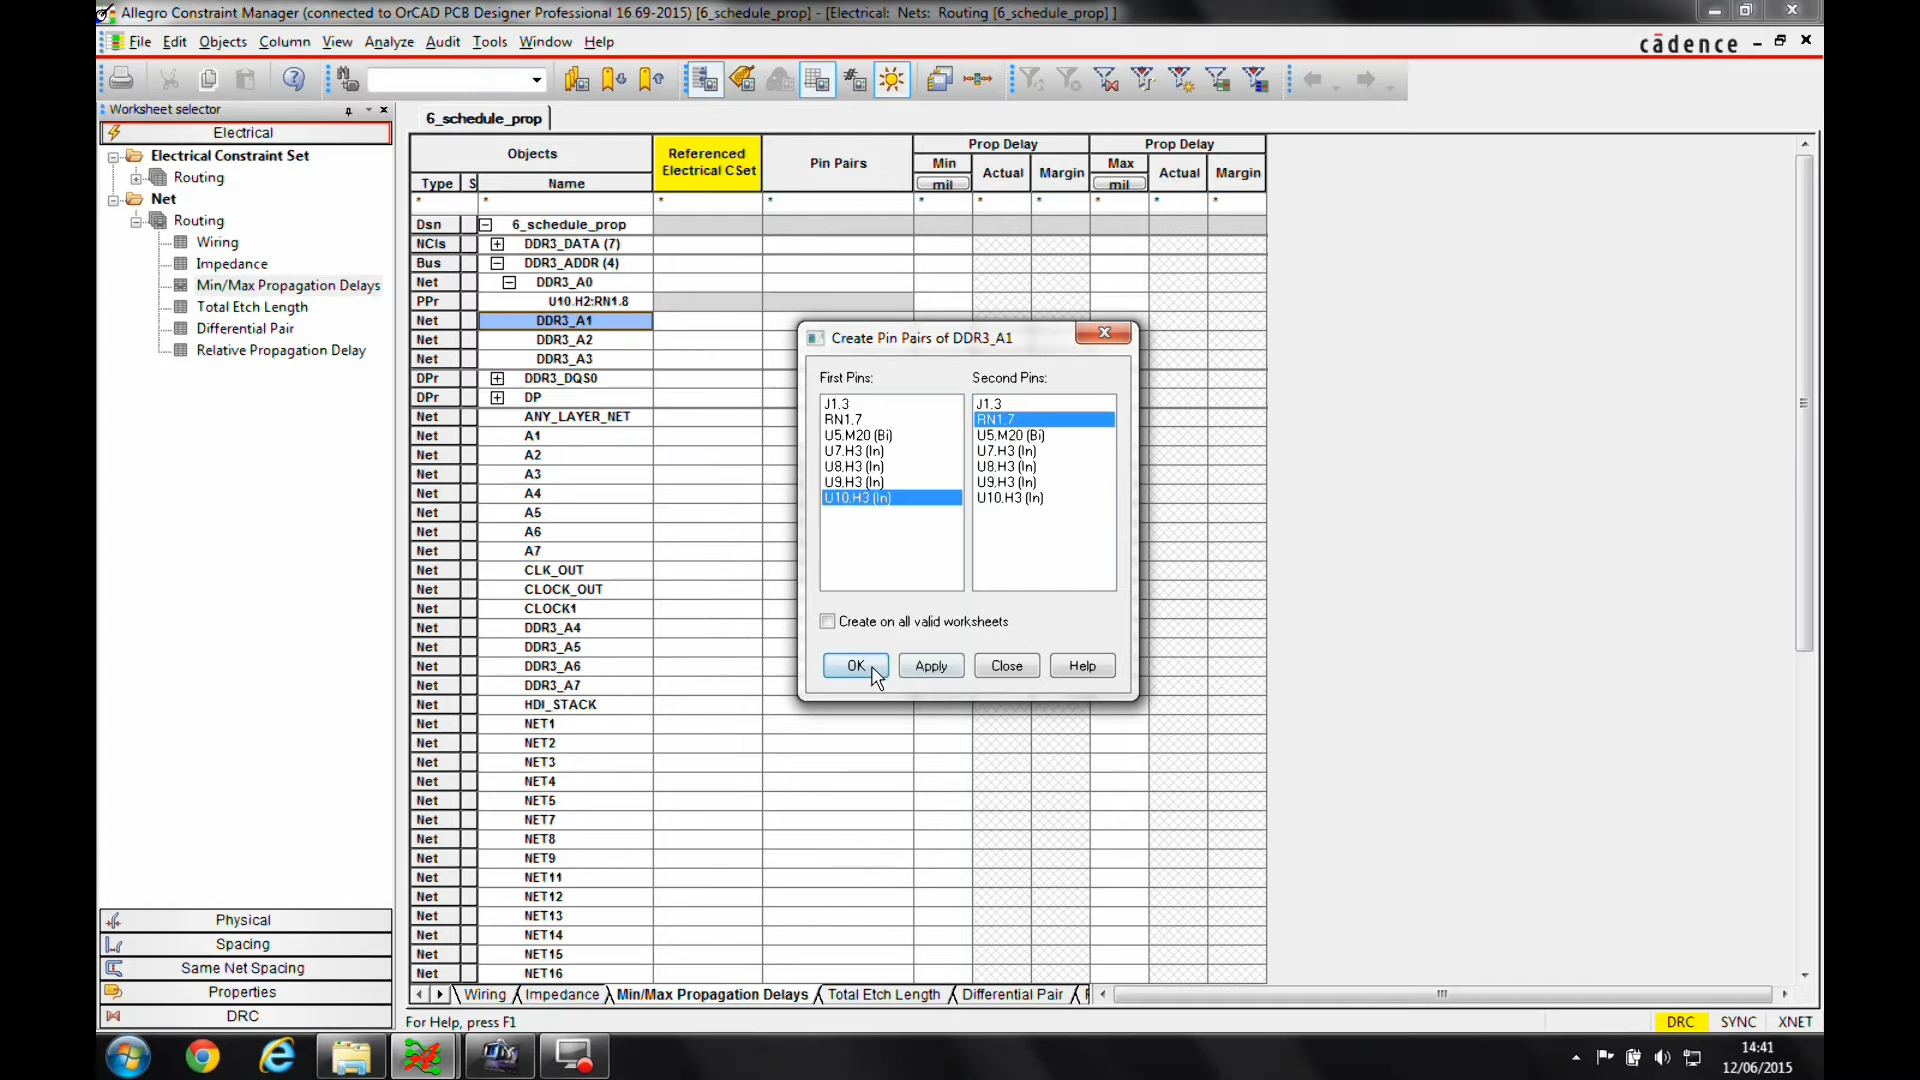 Allegro Constraint Manager (connected to OrCAD PCB Designer Professional 16.69-2015) [6_schedule_prop] - [Electrical: Nets: Routing [6_schedule_prop] ]
File Edit Objects Column View Analyze Audit Tools Window Help
cādence
Worksheet selector
Electrical
Electrical Constraint Set
Routing
Net
Routing
Wiring
Impedance
Min/Max Propagation Delays
Total Etch Length
Differential Pair
Relative Propagation Delay
Physical
Spacing
Same Net Spacing
Properties
DRC
6_schedule_prop
Objects
Referenced Electrical CSet
Pin Pairs
Prop Delay
Prop Delay
Type S Name
Min
mil
Actual
Margin
Max
mil
Actual
Margin
* * * * * * * * * *
Dsn 6_schedule_prop
NCls DDR3_DATA (7)
Bus DDR3_ADDR (4)
Net DDR3_A0
PPr U10.H2:RN1.8
Net DDR3_A1
Net DDR3_A2
Net DDR3_A3
DPr DDR3_DQS0
DPr DP
Net ANY_LAYER_NET
Net A1
Net A2
Net A3
Net A4
Net A5
Net A6
Net A7
Net CLK_OUT
Net CLOCK_OUT
Net CLOCK1
Net DDR3_A4
Net DDR3_A5
Net DDR3_A6
Net DDR3_A7
Net HDI_STACK
Net NET1
Net NET2
Net NET3
Net NET4
Net NET5
Net NET7
Net NET8
Net NET9
Net NET11
Net NET12
Net NET13
Net NET14
Net NET15
Net NET16
Create Pin Pairs of DDR3_A1
First Pins: Second Pins:
J1.3 J1.3
RN1.7 RN1.7
U5.M20 (Bi) U5.M20 (Bi)
U7.H3 (In) U7.H3 (In)
U8.H3 (In) U8.H3 (In)
U9.H3 (In) U9.H3 (In)
U10.H3 (In) U10.H3 (In)
Create on all valid worksheets
OK Apply Close Help
Wiring Impedance Min/Max Propagation Delays Total Etch Length Differential Pair
For Help, press F1
DRC SYNC XNET
14:41
12/06/2015